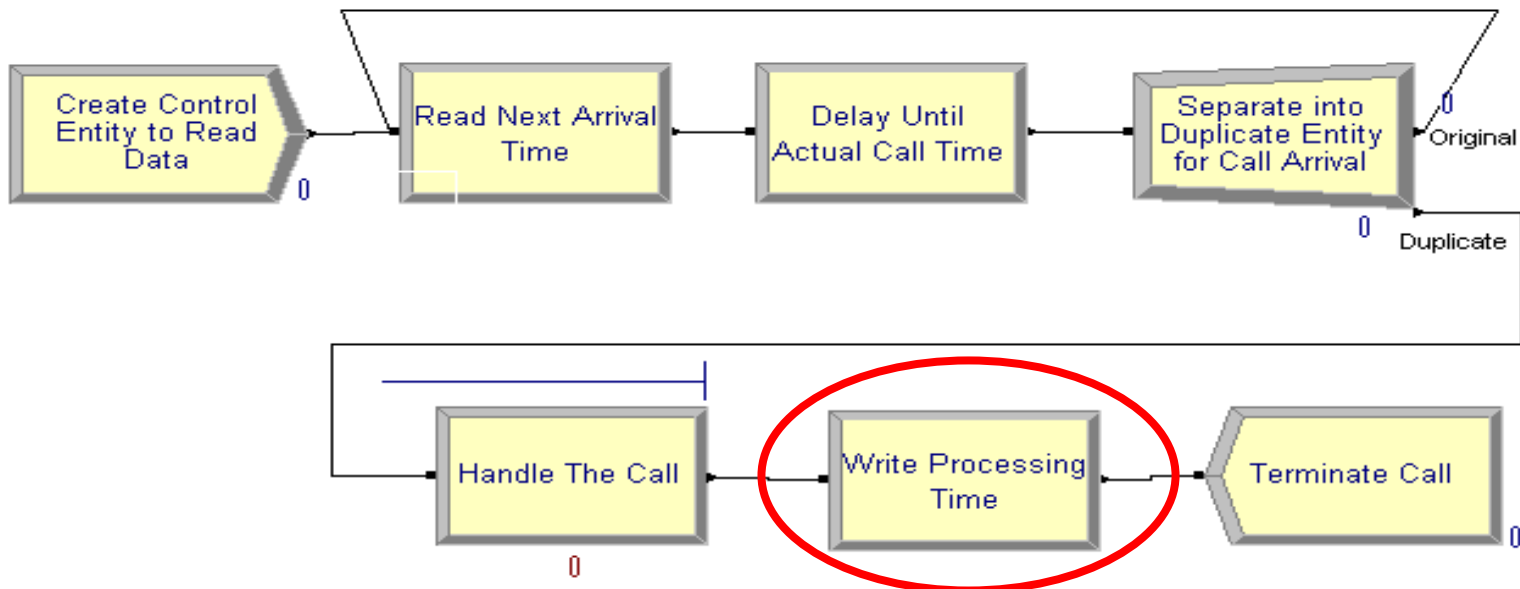 Create Control
Entity to Read
Data
0
Read Next Arrival
Time
Delay Until
Actual Call Time
Separate into
Duplicate Entity
for Call Arrival
0
Original
0
Duplicate
Handle The Call
0
Write Processing
Time
Terminate Call
0